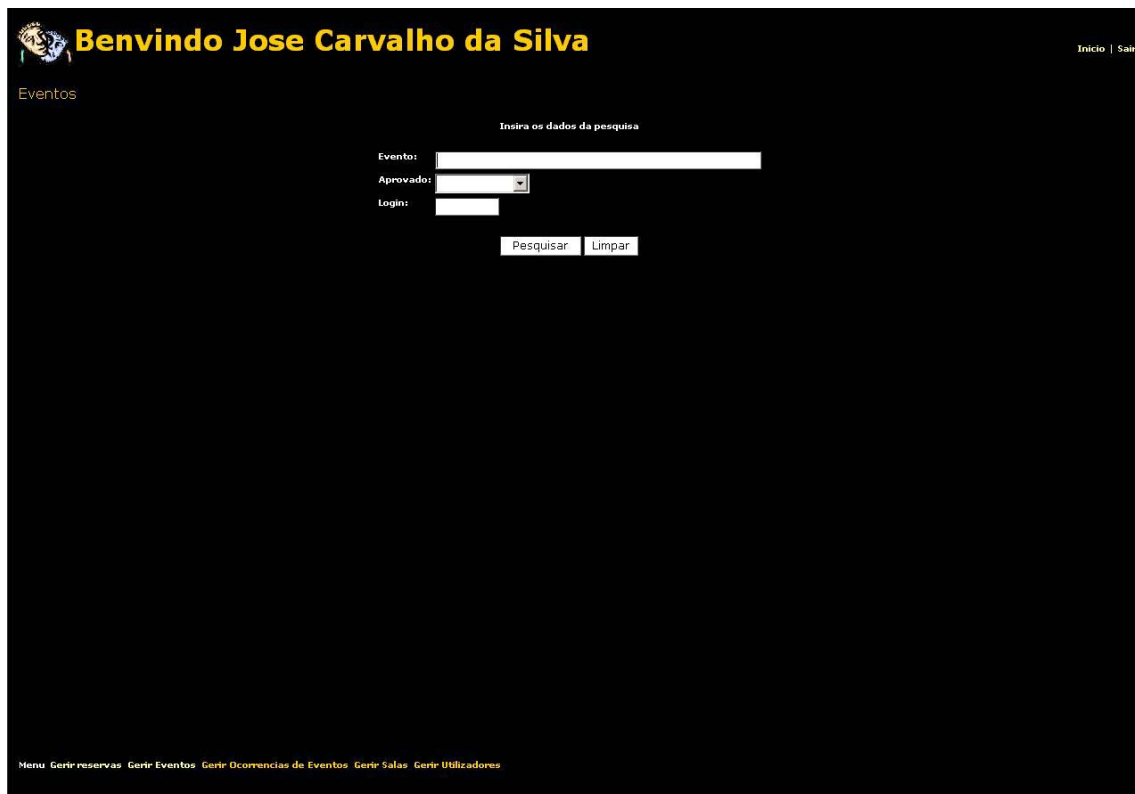 Benvindo Jose Carvalho da Silva
Inicio | Sair
Eventos
Insira os dados da pesquisa
Evento:
Aprovado:
Login:
Pesquisar Limpar
Menu Gerir reservas Gerir Eventos Gerir Ocorrencias de Eventos Gerir Salas Gerir Utilizadores